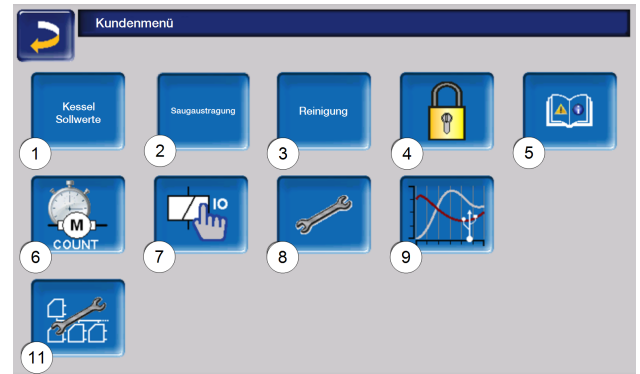 Kundenmenü
Kessel
Sollwerte
Saugaustragung
Reinigung
1
2
3
4
5
M
COUNT
IO
6
7
8
9
11